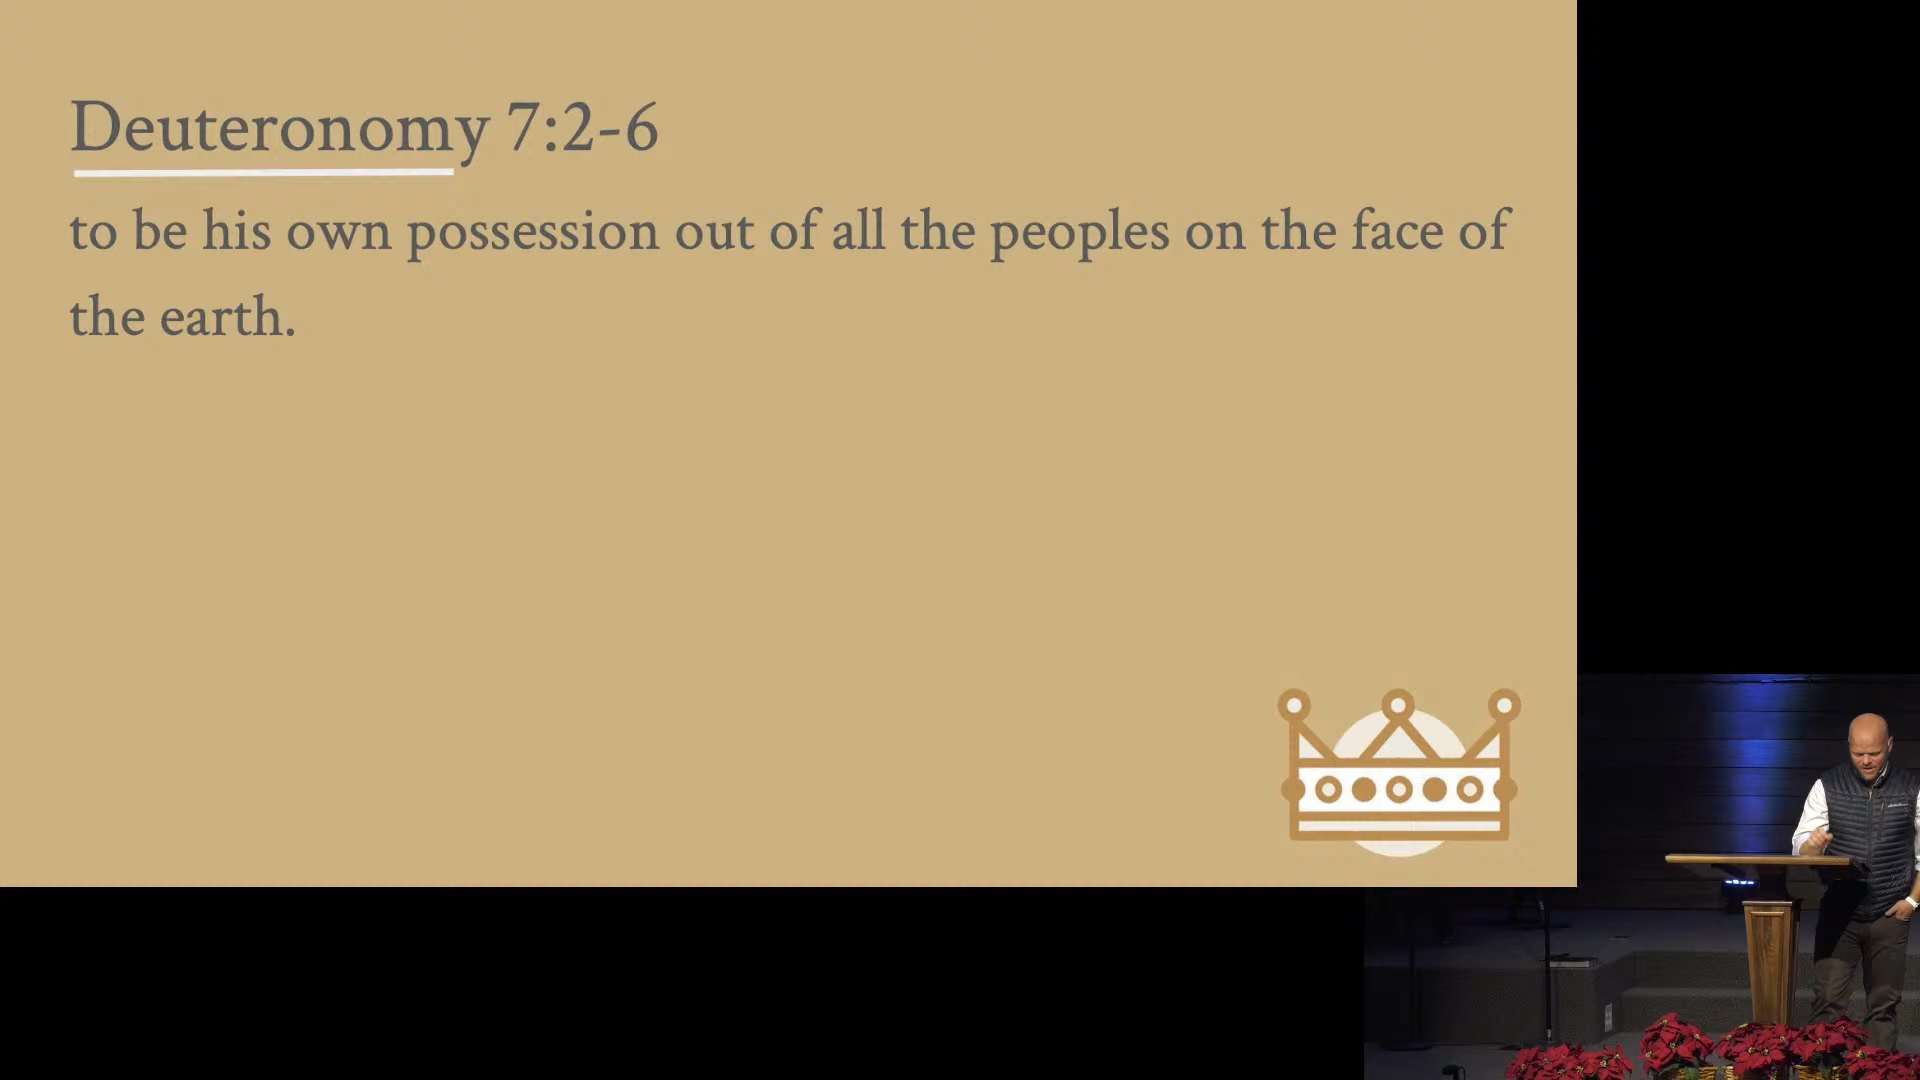 Deuteronomy 7:2-6
to be his own possession out of all the peoples on the face of
the earth.